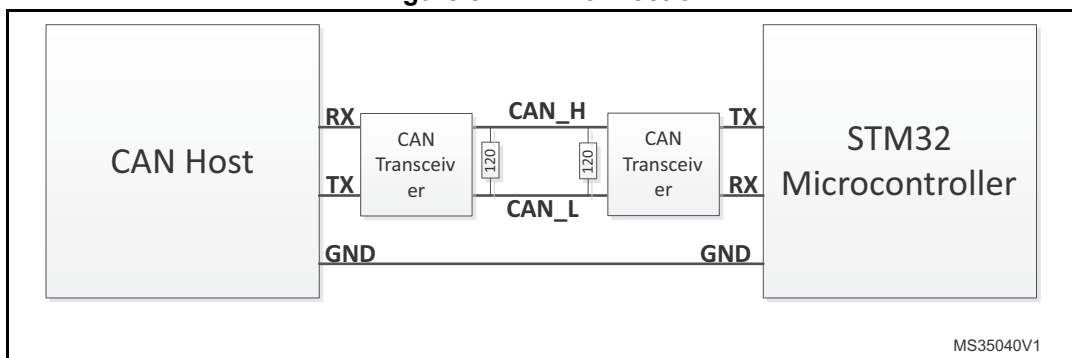 CAN Host
RX
TX
GND
CAN
Transceiv
er
CAN_H
120
120
CAN_L
CAN
Transceiv
er
TX
RX
GND
STM32
Microcontroller
MS35040V1